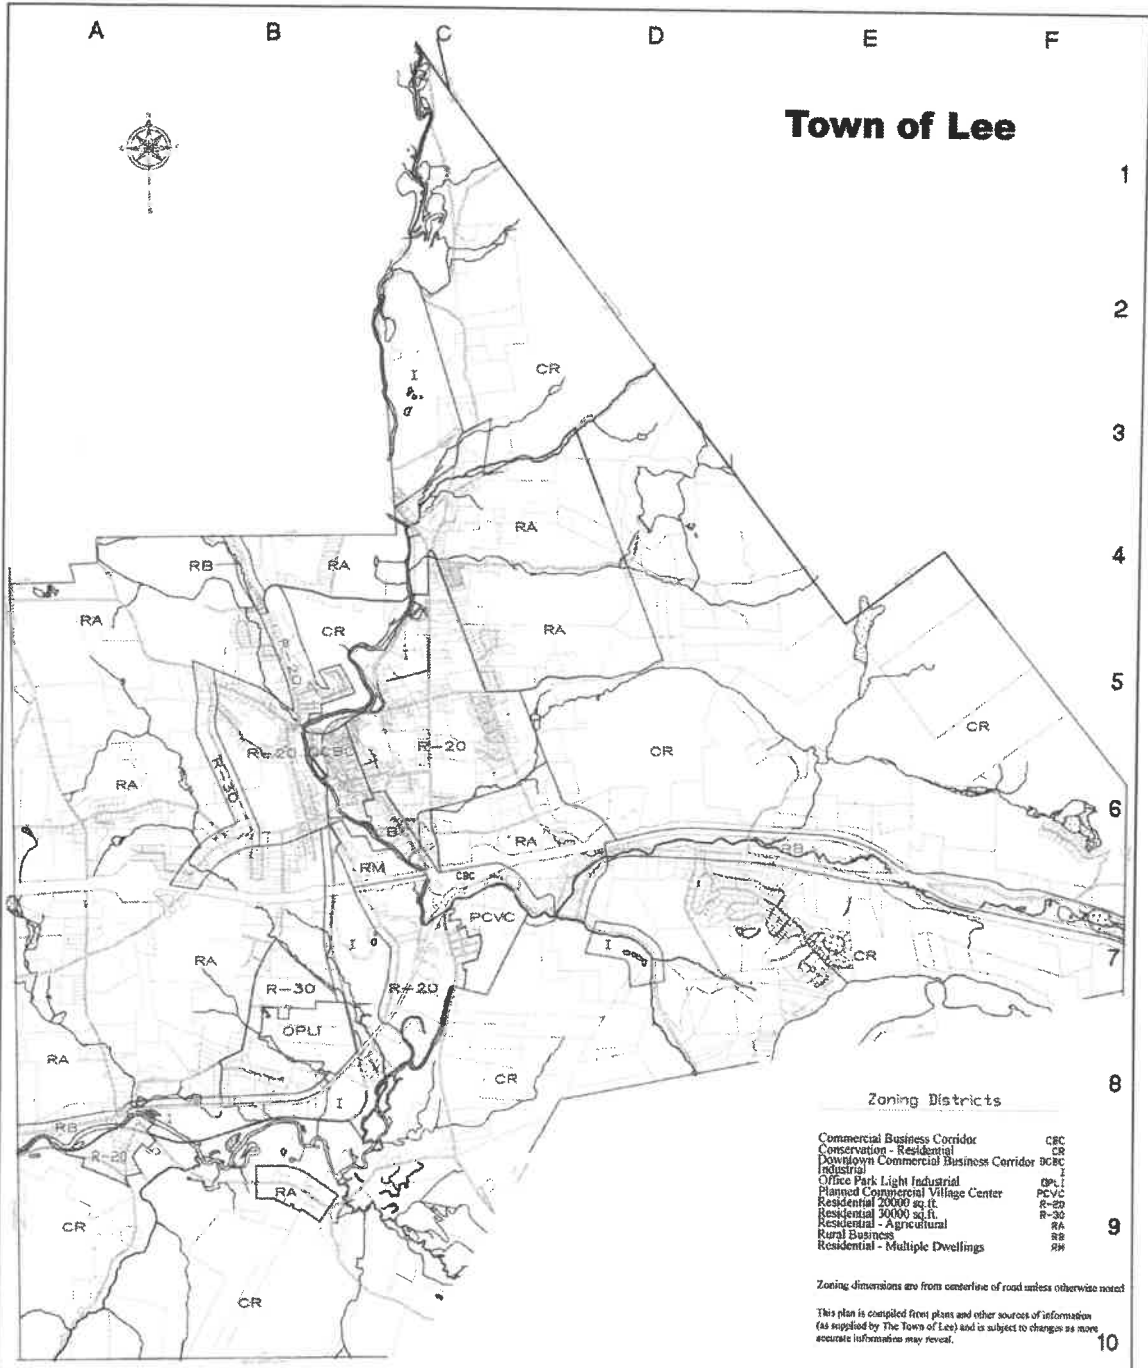 A B C D E F
Town of Lee
1
2
CR
I
3
RA
4
RB RA
RA
CR RA
R-20
5
CR
R-20 DCBC R-20 CR
RA R-30
6
B RA
RB
RM
CBC
PCVC
I I
RA CR
7
R-30 R-20
OPLI
RA
CR
8
I
RB
R-20
RA
CR
9
CR
Zoning Districts
Commercial Business Corridor CBC
Conservation - Residential CR
Downtown Commercial Business Corridor DCBC
Industrial I
Office Park Light Industrial OPLI
Planned Commercial Village Center PCVC
Residential 20000 sq.ft. R-20
Residential 30000 sq.ft. R-30
Residential - Agricultural RA
Rural Business RB
Residential - Multiple Dwellings RM
Zoning dimensions are from centerline of road unless otherwise noted
This plan is compiled from plans and other sources of information
(as supplied by The Town of Lee) and is subject to changes as more
accurate information may reveal.
10